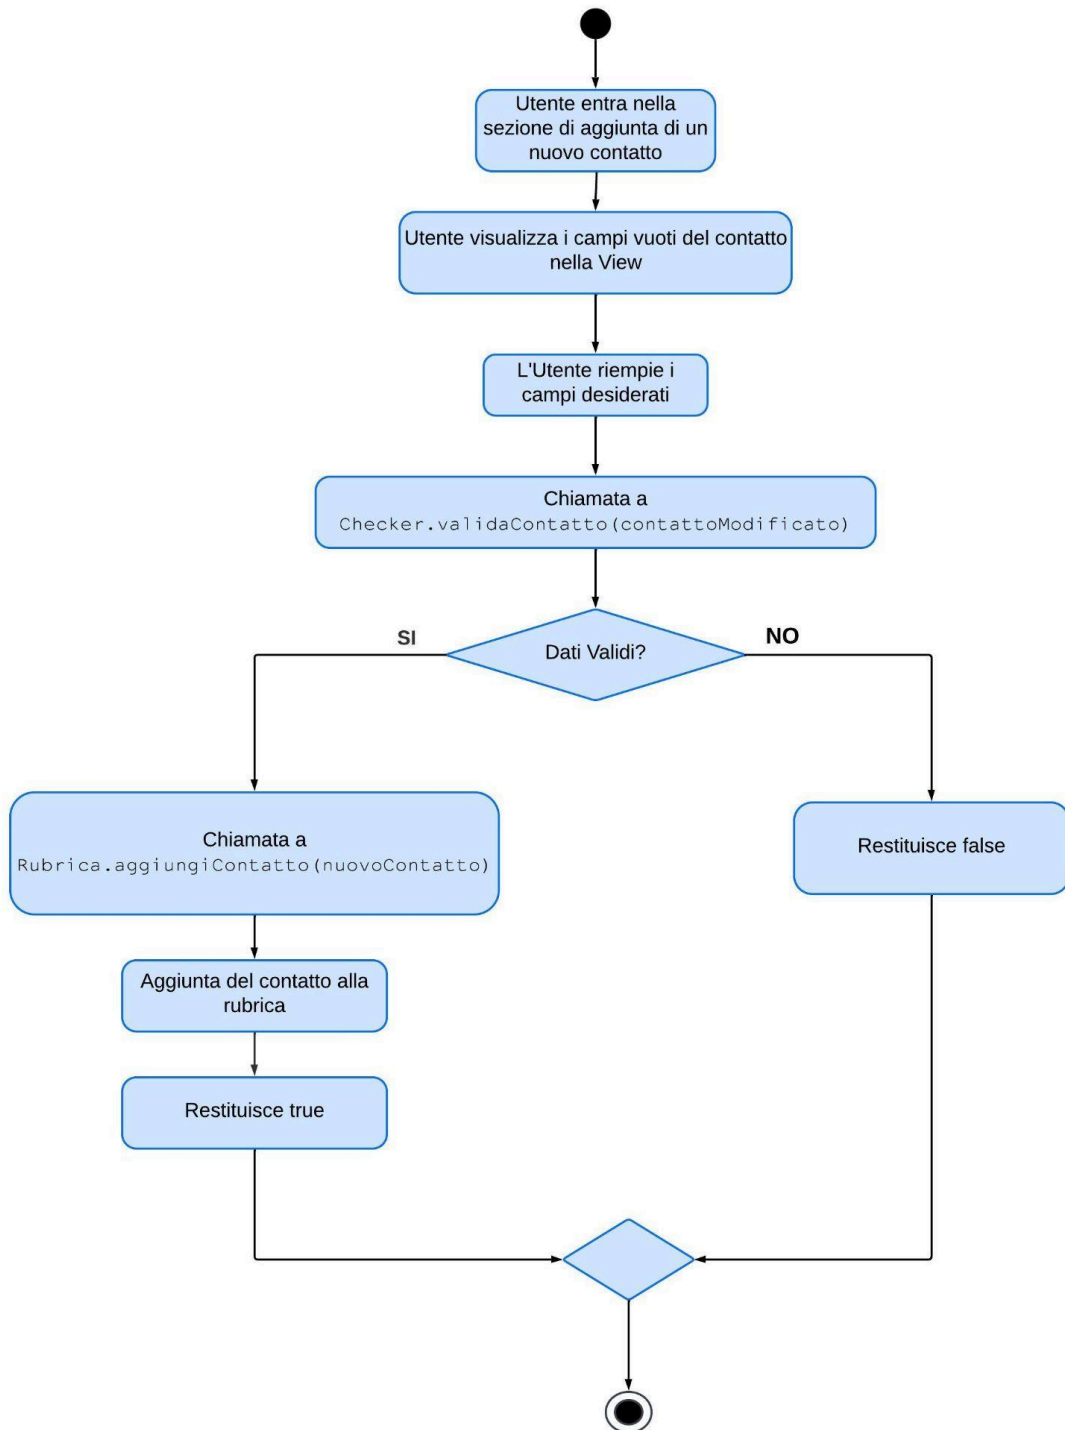 Utente entra nella
sezione di aggiunta di un
nuovo contatto
Utente visualizza i campi vuoti del contatto
nella View
L'Utente riempie i
campi desiderati
Chiamata a
Checker.validaContatto(contattoModificato)
SI
Dati Validi?
NO
Chiamata a
Rubrica.aggiungiContatto(nuovoContatto)
Restituisce false
Aggiunta del contatto alla
rubrica
Restituisce true